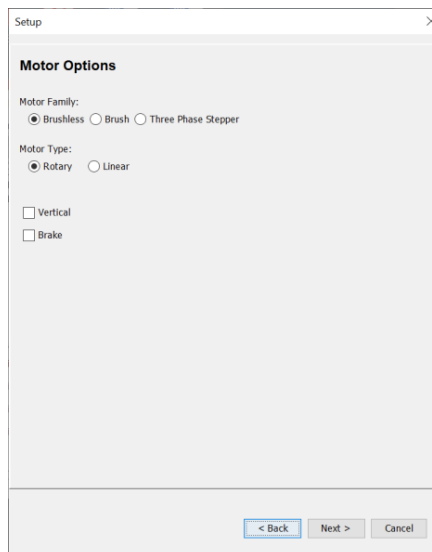 Setup
Motor Options
Motor Family:
Brushless Brush Three Phase Stepper
Motor Type:
Rotary Linear
Vertical
Brake
< Back Next > Cancel